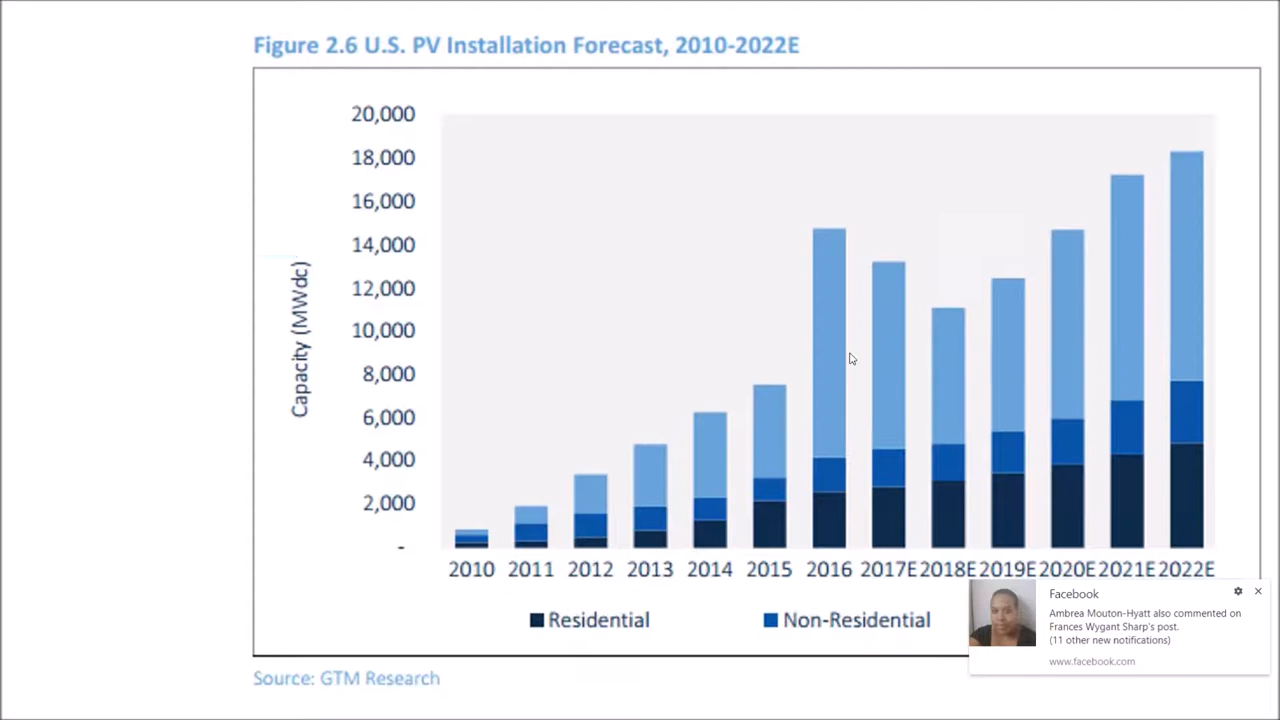 Figure 2.6 U.S. PV Installation Forecast, 2010-2022E
20,000
18,000
16,000
14,000
12,000
10,000
8,000
6,000
4,000
2,000
-
Capacity (MWdc)
2010 2011 2012 2013 2014 2015 2016 2017E 2018E 2019E 2020E 2021E 2022E
Residential Non-Residential
Source: GTM Research
Facebook
Ambrea Mouton-Hyatt also commented on
Frances Wygant Sharp's post.
(11 other new notifications)
www.facebook.com